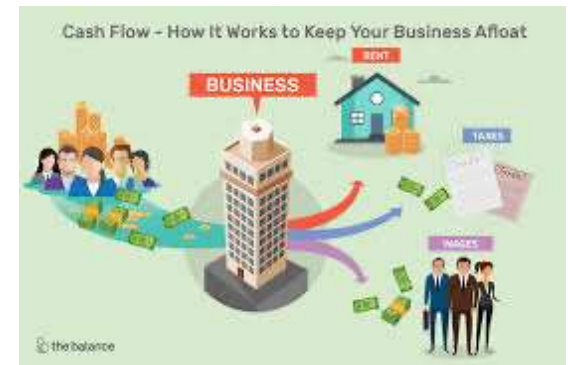 Cash Flow - How It Works to Keep Your Business Afloat
RENT
BUSINESS
TAXES
WAGES
the balance